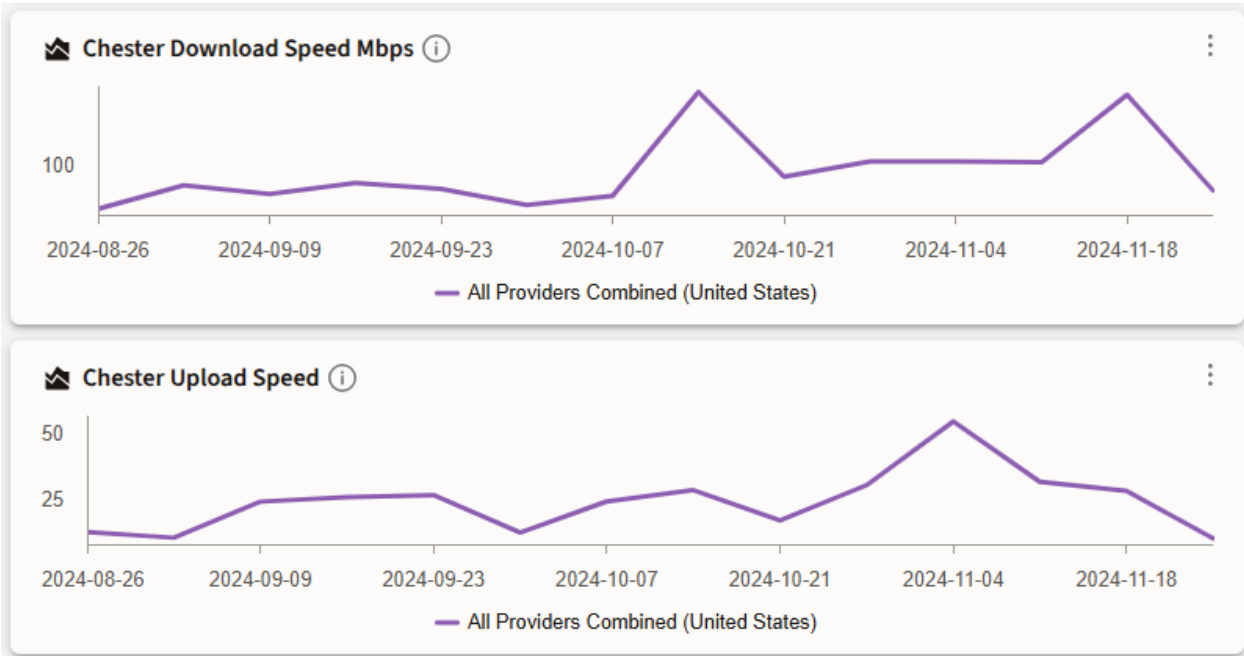 Chester Download Speed Mbps
100
2024-08-26 2024-09-09 2024-09-23 2024-10-07 2024-10-21 2024-11-04 2024-11-18
All Providers Combined (United States)
Chester Upload Speed
50
25
2024-08-26 2024-09-09 2024-09-23 2024-10-07 2024-10-21 2024-11-04 2024-11-18
All Providers Combined (United States)